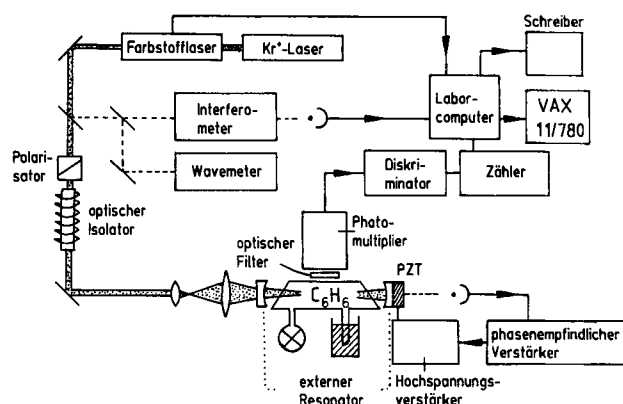 Schreiber
Farbstofflaser
Kr⁺-Laser
Labor-
computer
VAX
11/780
Interfero-
meter
Wavemeter
Polari-
sator
Diskri-
minator
Zähler
optischer
Isolator
Photo-
multiplier
optischer
Filter
PZT
C₆H₆
phasenempfindlicher
Verstärker
externer
Resonator
Hochspannungs-
verstärker